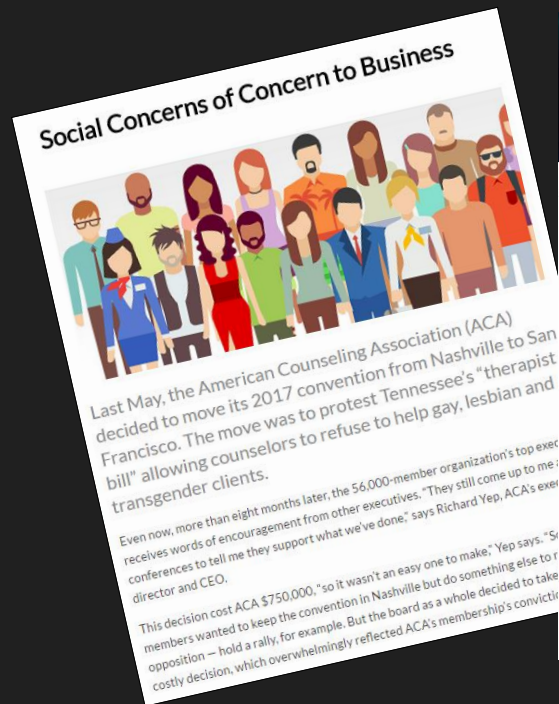 Social Concerns of Concern to Business
Last May, the American Counseling Association (ACA)
decided to move its 2017 convention from Nashville to San
Francisco. The move was to protest Tennessee's “therapist
bill” allowing counselors to refuse to help gay, lesbian and
transgender clients.
Even now, more than eight months later, the 56,000-member organization's top
receives words of encouragement from other executives. “They still come up to me
conferences to tell me they support what we've done,” says Richard Yep, ACA's
director and CEO.
This decision cost ACA $750,000, “so it wasn't an easy one to make,” Yep says.
members wanted to keep the convention in Nashville but do something else to
opposition — hold a rally, for example. But the board as a whole decided to take
costly decision, which overwhelmingly reflected ACA's membership's